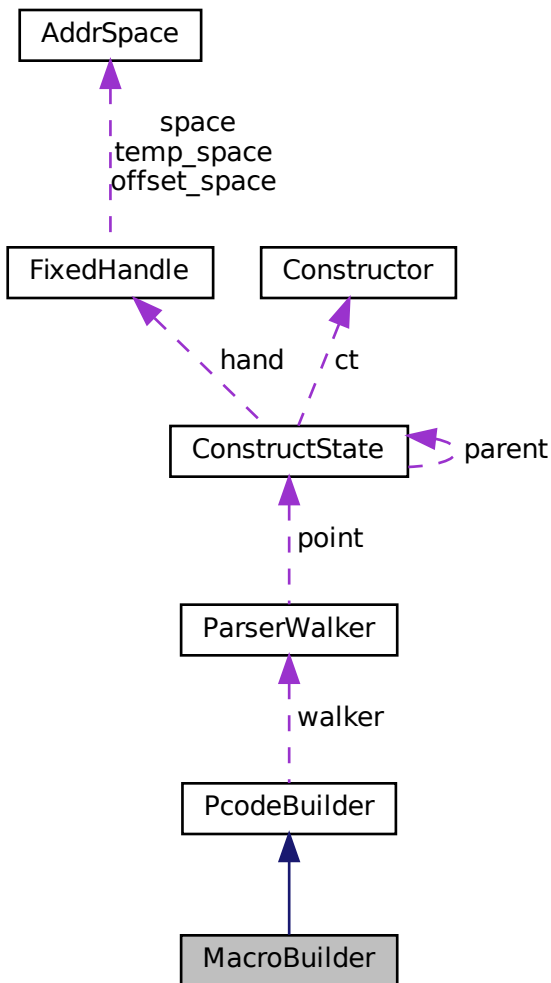 AddrSpace
space
temp_space
offset_space
FixedHandle
Constructor
hand
ct
ConstructState
parent
point
ParserWalker
walker
PcodeBuilder
MacroBuilder